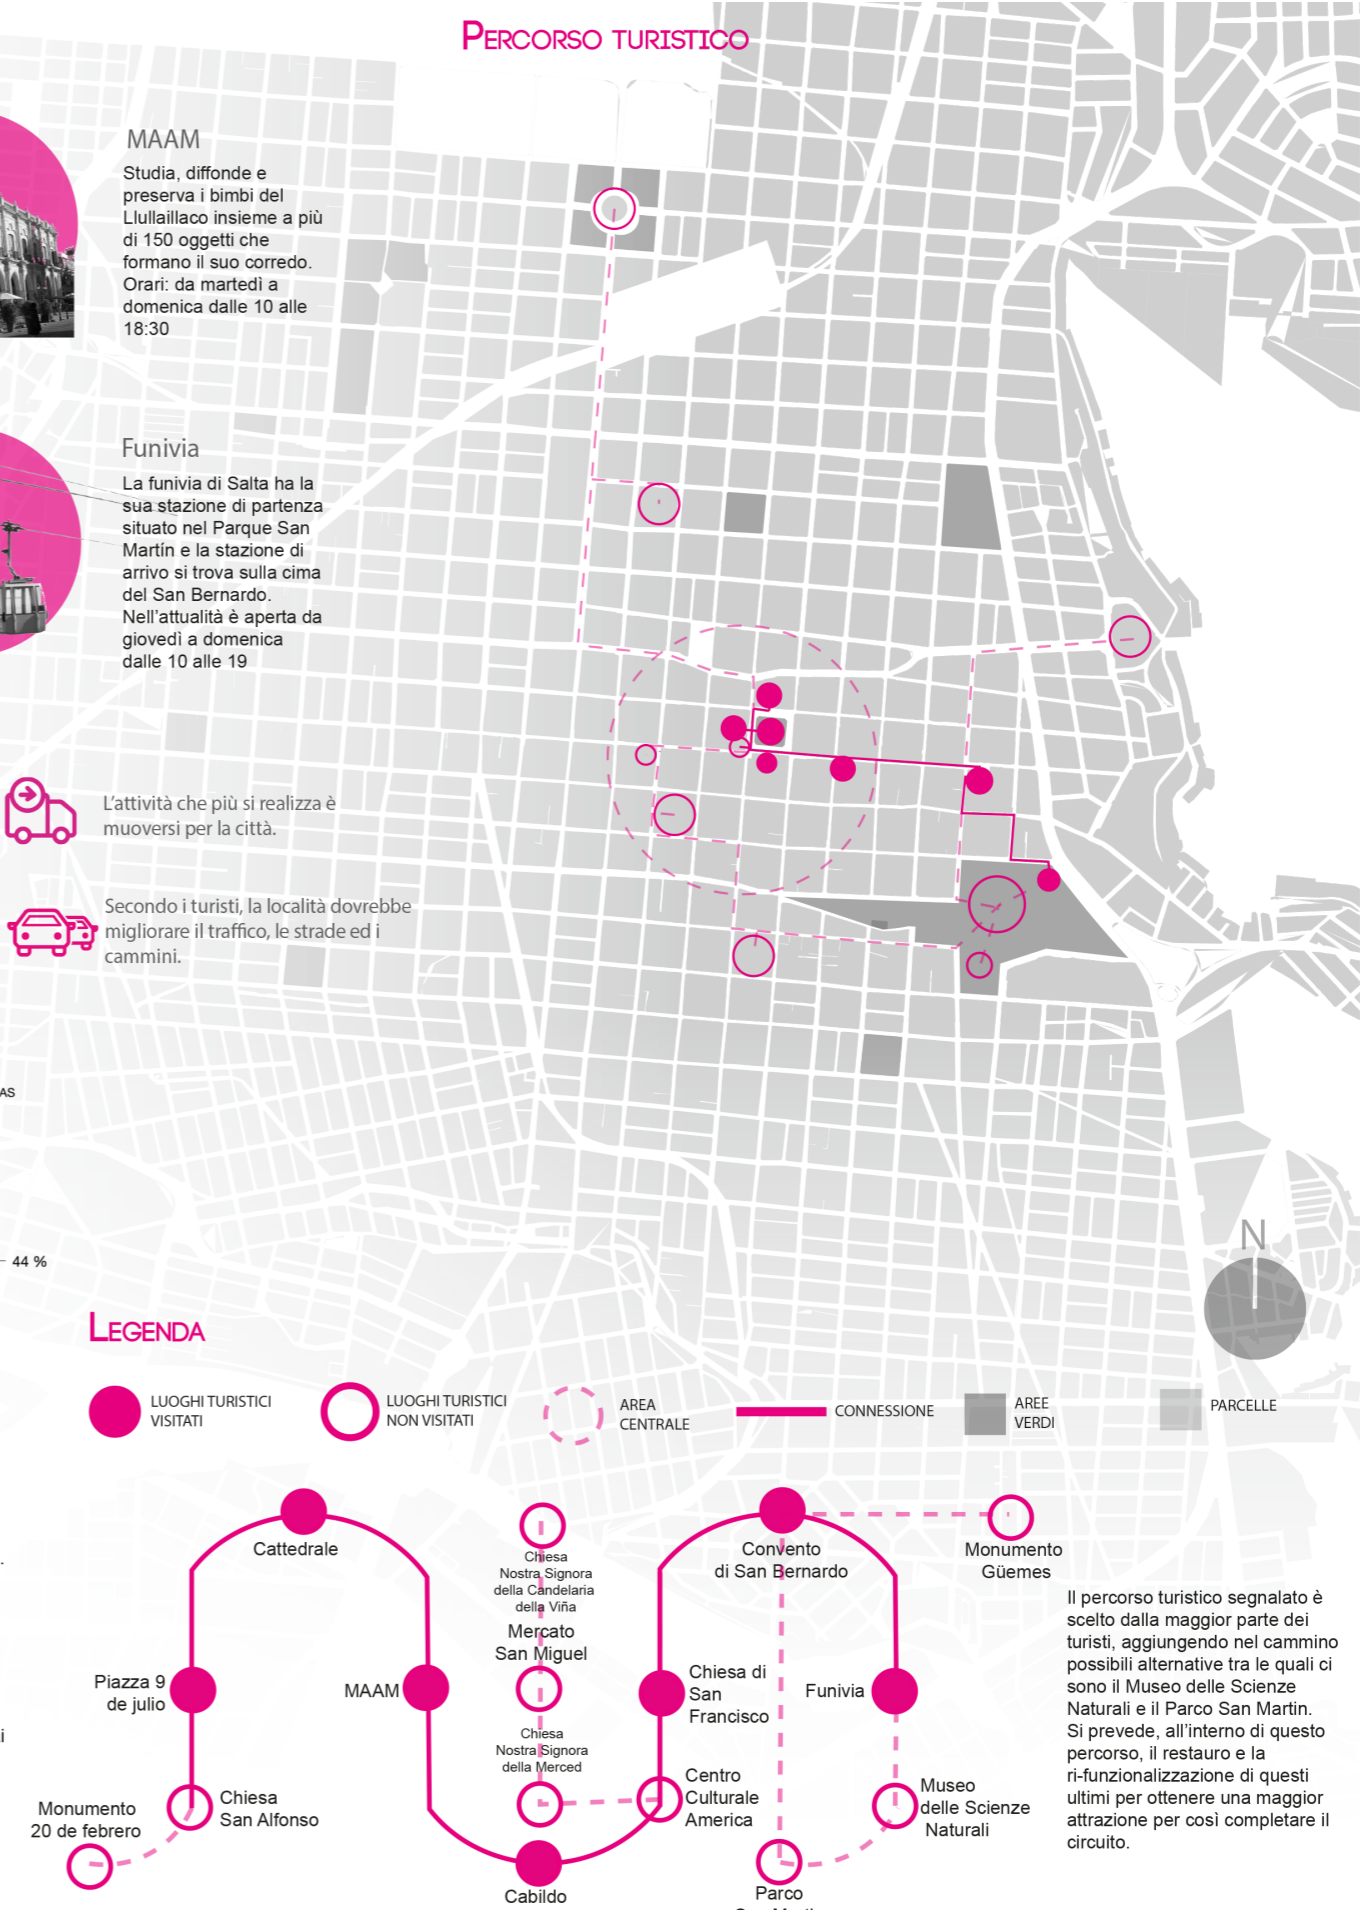 PERCORSO TURISTICO
MAAM
Studia, diffonde e
preserva i bimbi del
Llullaillaco insieme a più
di 150 oggetti che
formano il suo corredo.
Orari: da martedì a
domenica dalle 10 alle
18:30
Funivia
La funivia di Salta ha la
sua stazione di partenza
situato nel Parque San
Martín e la stazione di
arrivo si trova sulla cima
del San Bernardo.
Nell'attualità è aperta da
giovedì a domenica
dalle 10 alle 19
L'attività che più si realizza è
muoversi per la città.
Secondo i turisti, la località dovrebbe
migliorare il traffico, le strade ed i
cammini.
AS
44 %
N
LEGENDA
LUOGHI TURISTICI
VISITATI
LUOGHI TURISTICI
NON VISITATI
AREA
CENTRALE
CONNESSIONE
AREE
VERDI
PARCELLE
Cattedrale
Chiesa
Nostra Signora
della Candelaria
della Viña
Convento
di San Bernardo
Monumento
Güemes
Mercato
San Miguel
Piazza 9
de julio
MAAM
Chiesa di
San
Francisco
Funivia
Chiesa
Nostra Signora
della Merced
Monumento
20 de febrero
Chiesa
San Alfonso
Centro
Culturale
America
Museo
delle Scienze
Naturali
Cabildo
Parco
Il percorso turistico segnalato è
scelto dalla maggior parte dei
turisti, aggiungendo nel cammino
possibili alternative tra le quali ci
sono il Museo delle Scienze
Naturali e il Parco San Martin.
Si prevede, all'interno di questo
percorso, il restauro e la
ri-funzionalizzazione di questi
ultimi per ottenere una maggior
attrazione per così completare il
circuito.